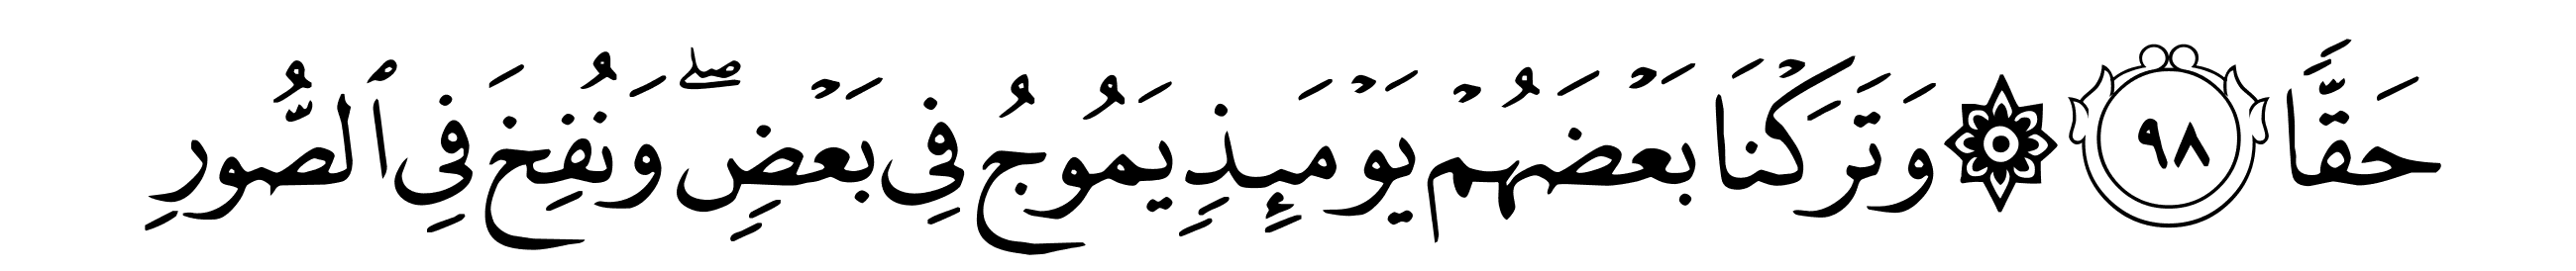 حَقًّا ﴿٩٨﴾ ۞ وَتَرَكْنَا بَعْضَهُمْ يَوْمَئِذٍ يَمُوجُ فِى بَعْضٍ ۖ وَنُفِخَ فِى ٱلصُّورِ